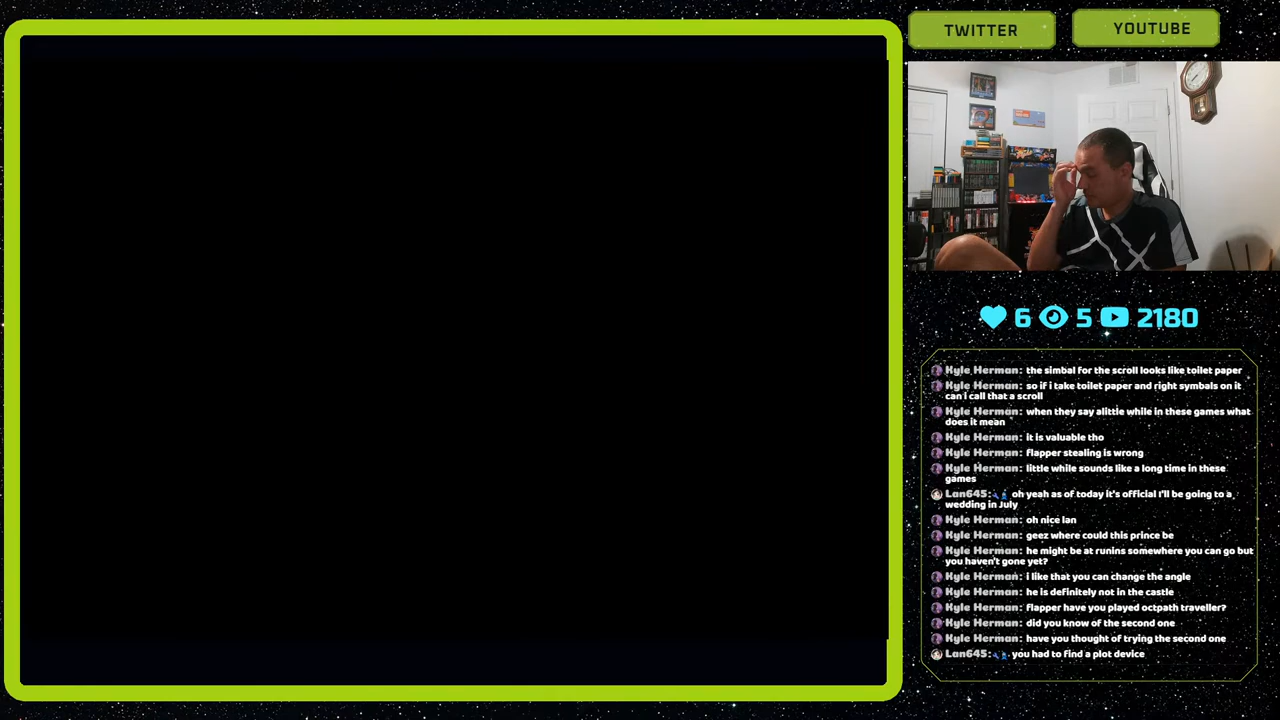 TWITTER
YOUTUBE
6 5 2180
Kyle Herman: the simbal for the scroll looks like toilet paper
Kyle Herman: so if i take toilet paper and right symbols on it
can i call that a scroll
Kyle Herman: when they say alittle while in these games what
does it mean
Kyle Herman: it is valuable tho
Kyle Herman: flapper stealing is wrong
Kyle Herman: little while sounds like a long time in these
games
Lan645: oh yeah as of today it's official I'll be going to a
wedding in July
Kyle Herman: oh nice lan
Kyle Herman: geez where could this prince be
Kyle Herman: he might be at runins somewhere you can go but
you haven't gone yet?
Kyle Herman: i like that you can change the angle
Kyle Herman: he is definitely not in the castle
Kyle Herman: flapper have you played octpath traveller?
Kyle Herman: did you know of the second one
Kyle Herman: have you thought of trying the second one
Lan645: you had to find a plot device